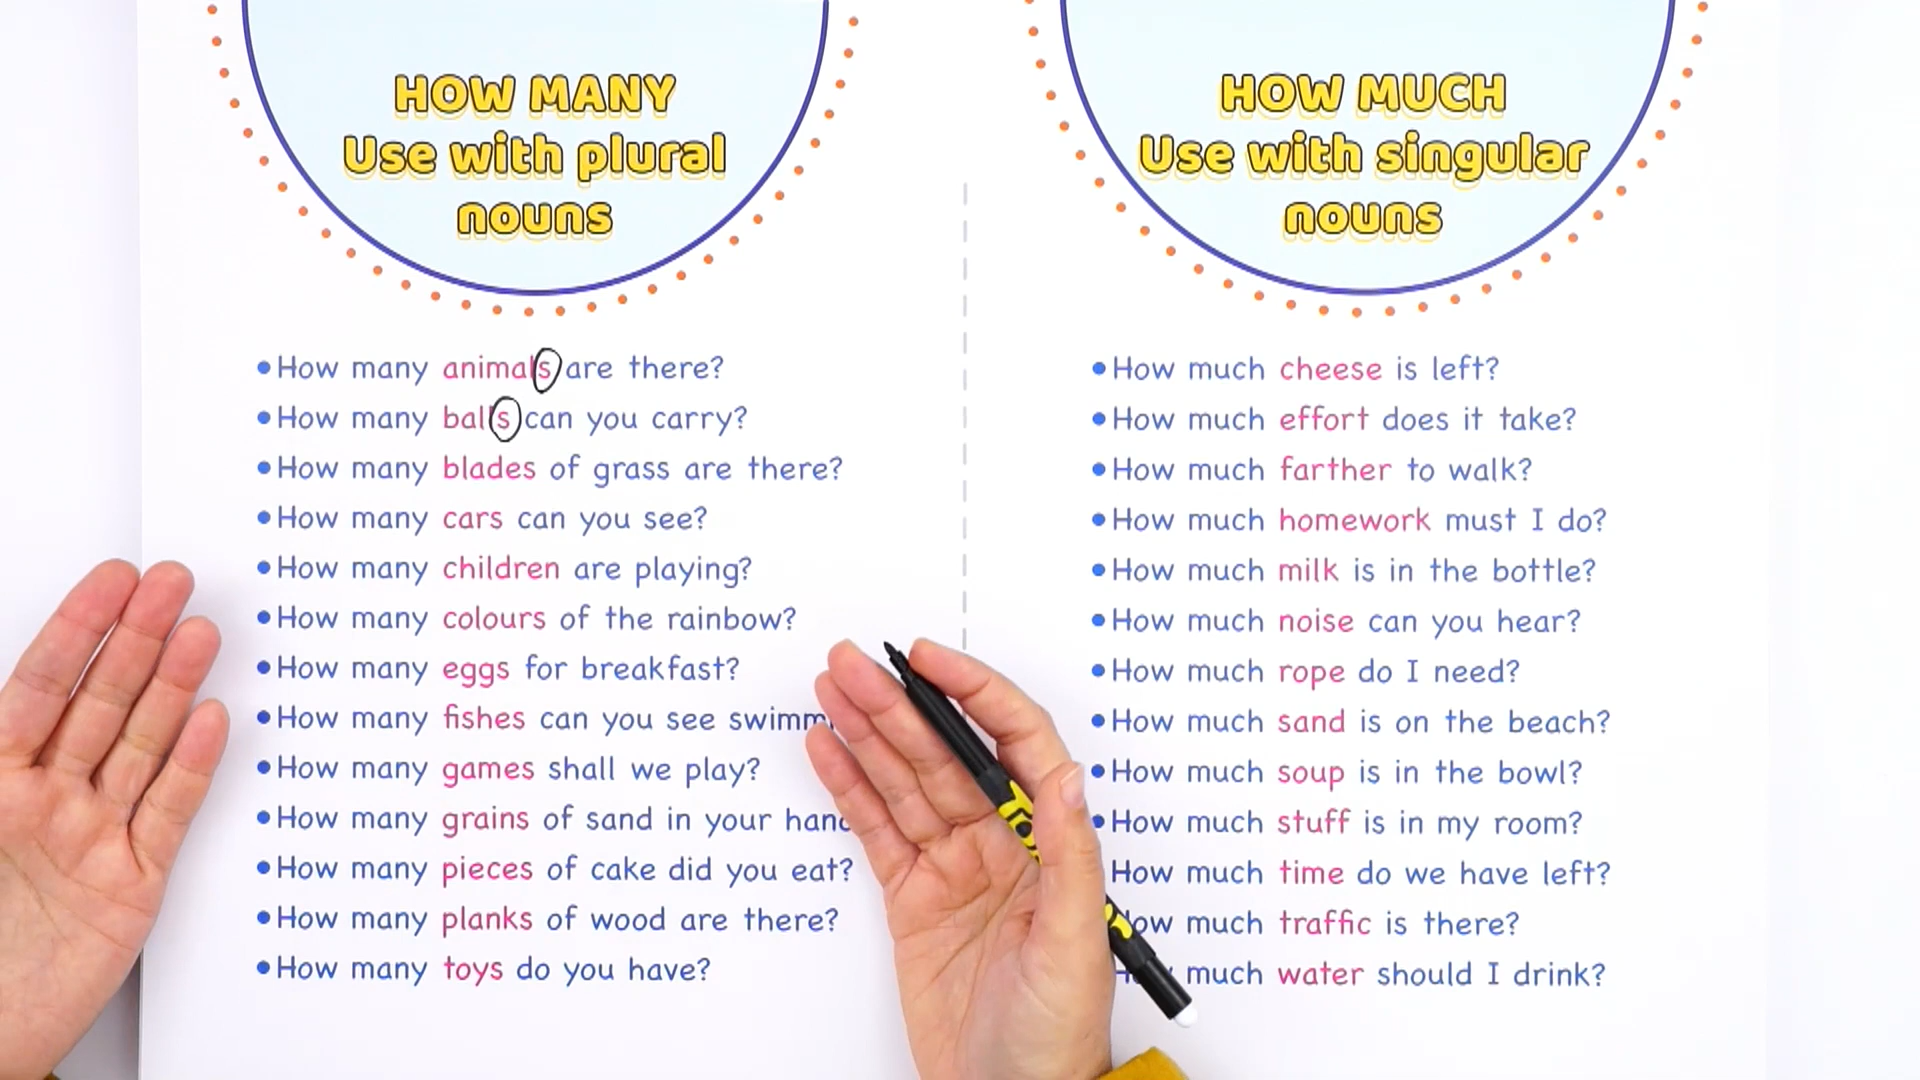 HOW MANY
Use with plural
nouns
• How many animals are there?
• How many balls can you carry?
• How many blades of grass are there?
• How many cars can you see?
• How many children are playing?
• How many colours of the rainbow?
• How many eggs for breakfast?
• How many fishes can you see
• How many games shall we play?
• How many grains of sand in your
• How many pieces of cake did you eat?
• How many planks of wood are there?
• How many toys do you have?
HOW MUCH
Use with singular
nouns
• How much cheese is left?
• How much effort does it take?
• How much farther to walk?
• How much homework must I do?
• How much milk is in the bottle?
• How much noise can you hear?
• How much rope do I need?
• How much sand is on the beach?
• How much soup is in the bowl?
• How much stuff is in my room?
How much time do we have left?
much traffic is there?
much water should I drink?